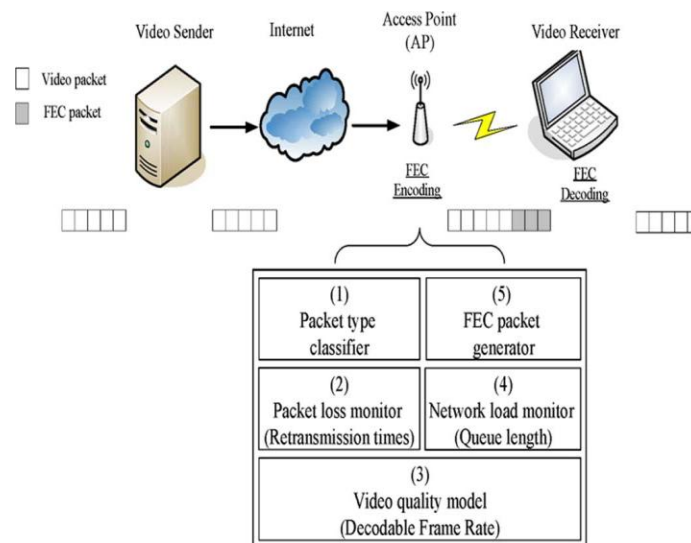 Video Sender
Internet
Access Point
(AP)
Video Receiver
Video packet
FEC packet
FEC
Encoding
FEC
Decoding
(1)
Packet type
classifier
(5)
FEC packet
generator
(2)
Packet loss monitor
(Retransmission times)
(4)
Network load monitor
(Queue length)
(3)
Video quality model
(Decodable Frame Rate)